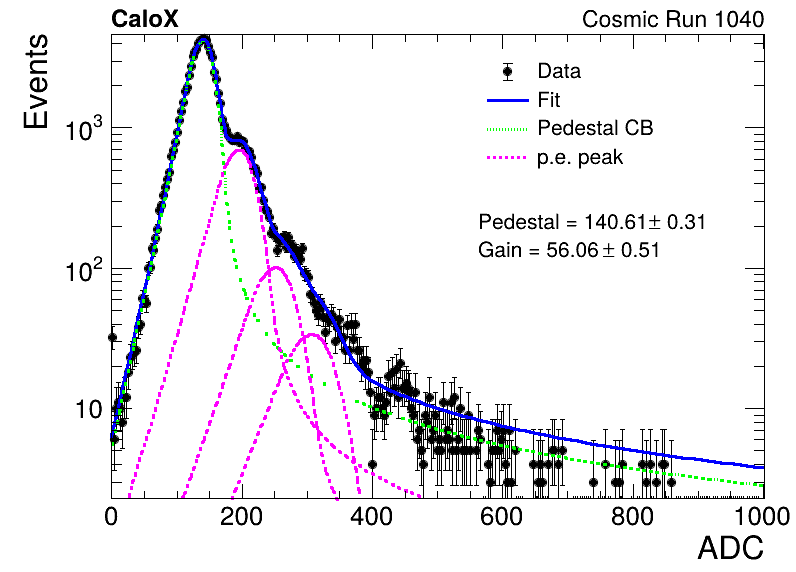 CaloX Cosmic Run 1040
Events
Data
Fit
Pedestal CB
p.e. peak
Pedestal = 140.61± 0.31
Gain = 56.06± 0.51
10³
10²
10
0 200 400 600 800 1000
ADC